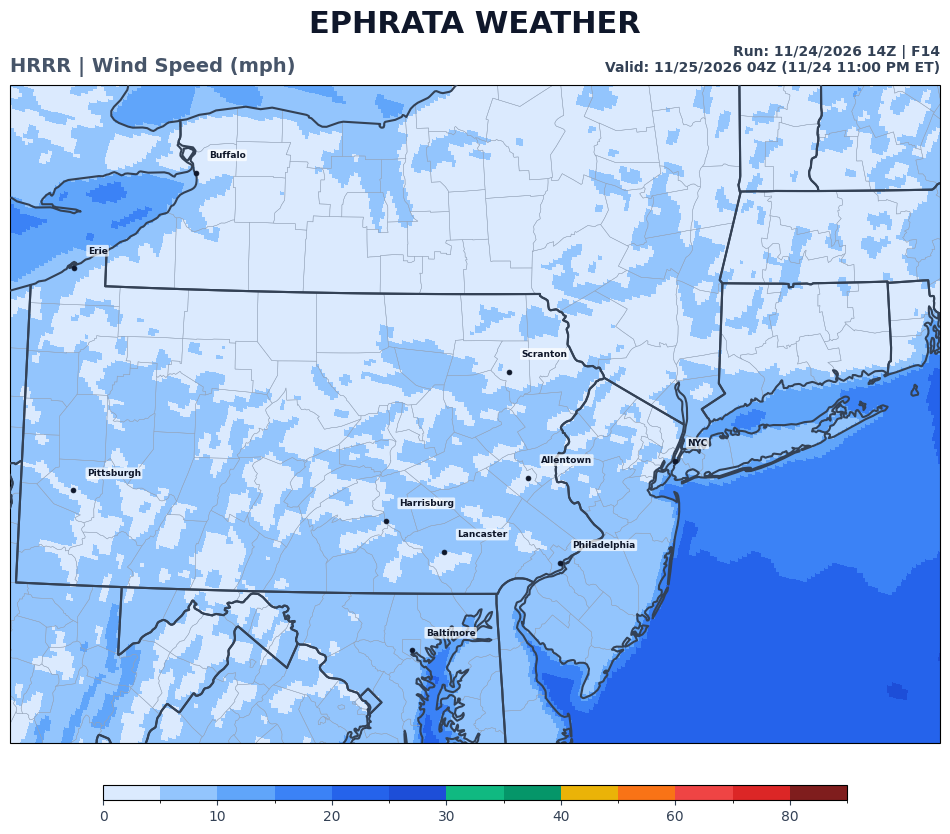 EPHRATA WEATHER
HRRR | Wind Speed (mph)
Run: 11/24/2026 14Z | F14
Valid: 11/25/2026 04Z (11/24 11:00 PM ET)
Buffalo
Erie
Scranton
NYC
Allentown
Pittsburgh
Harrisburg
Lancaster
Philadelphia
Baltimore
0 10 20 30 40 60 80